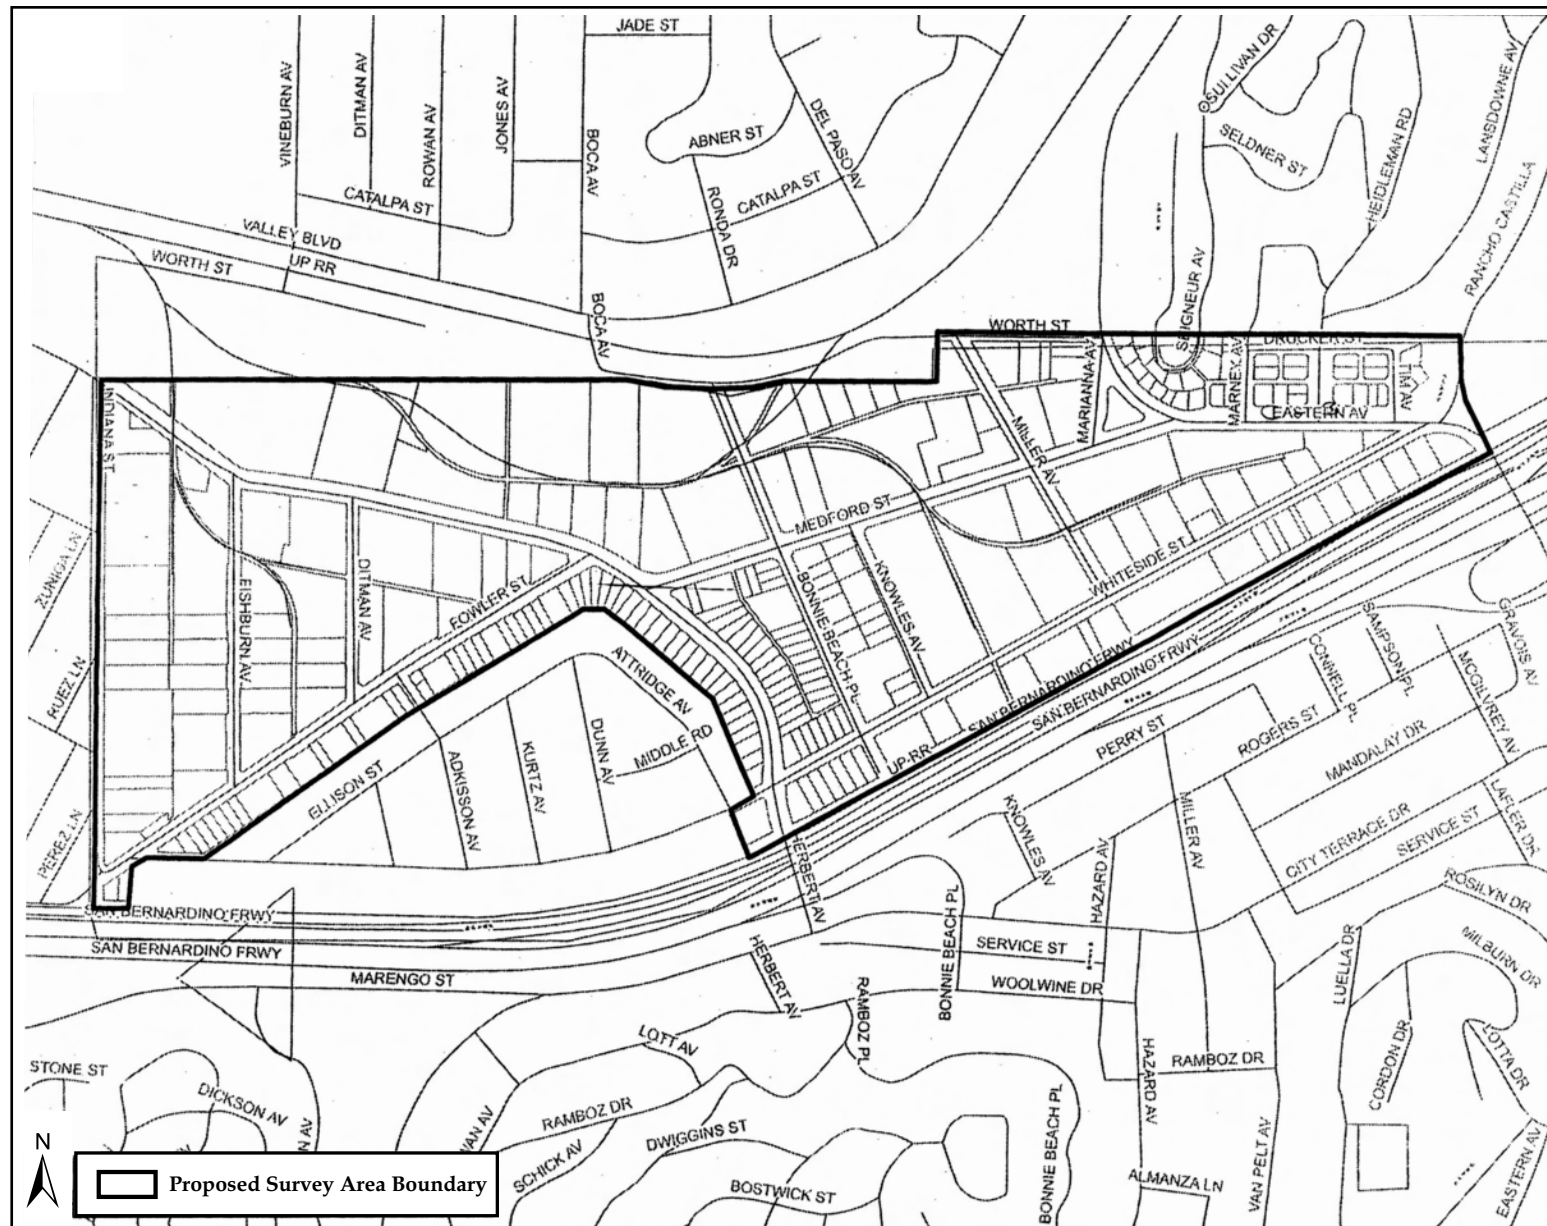 JADE ST
VINEBURN AV
DITMAN AV
ROWAN AV
JONES AV
BOCA AV
ABNER ST
DEL PASO AV
SULLIVAN DR
SELDNER ST
HEIDLEMAN RD
LANSDOWNE AV
CATALPA ST
RONDA DR
CATALPA ST
RANCHO CASTILLA
VALLEY BLVD
UP RR
WORTH ST
BOCA AV
SEIGNEUR AV
WORTH ST
DRUCKER ST
MARIANNA AV
MARNEX AV
TIM AV
EASTERN AV
INDIANA ST
MILLER AV
MEDFORD ST
ZUNIGA LN
FISHBURN AV
DITMAN AV
FOWLER ST
BONNIE BEACH PL
KNOWLES AV
WHITESIDE ST
RUIZ LN
ATTRIDGE AV
SAN BERNARDINO FRWY
SAN BERNARDINO FRWY
CONNELL PL
SAMPSON PL
GRAVOIS AV
MCGILVREY AV
DUNN AV
MIDDLE RD
UP RR
PERRY ST
ROGERS ST
MANDALAY DR
ELLISON ST
ADKISSON AV
KURTZ AV
PEREZ LN
KNOWLES AV
MILLER AV
HAZARD AV
CITY TERRACE DR
SERVICE ST
LAFLER DR
HERBERT AV
SAN BERNARDINO FRWY
SAN BERNARDINO FRWY
MARENGO ST
HERBERT AV
RAMBOZ PL
BONNIE BEACH PL
SERVICE ST
WOOLWINE DR
LUELLA DR
ROSILYN DR
MILBURN DR
STONE ST
DICKSON AV
LOTT AV
RAMBOZ DR
SCHICK AV
DWIGGINS ST
BOSTWICK ST
BONNIE BEACH PL
HAZARD AV
RAMBOZ DR
ALMANZA LN
VAN PELT AV
CORDON DR
LOTTA DR
EASTERN AV
N
Proposed Survey Area Boundary